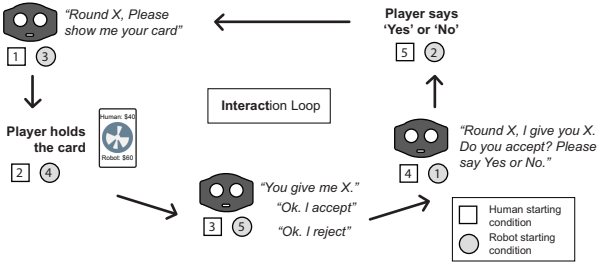 "Round X, Please
show me your card"
1
3
Player says
'Yes' or 'No'
5
2
Interaction Loop
Player holds
the card
2
4
Human: $40
Robot: $60
"You give me X."
"Ok. I accept"
"Ok. I reject"
3
5
"Round X, I give you X.
Do you accept? Please
say Yes or No."
4
1
Human starting
condition
Robot starting
condition